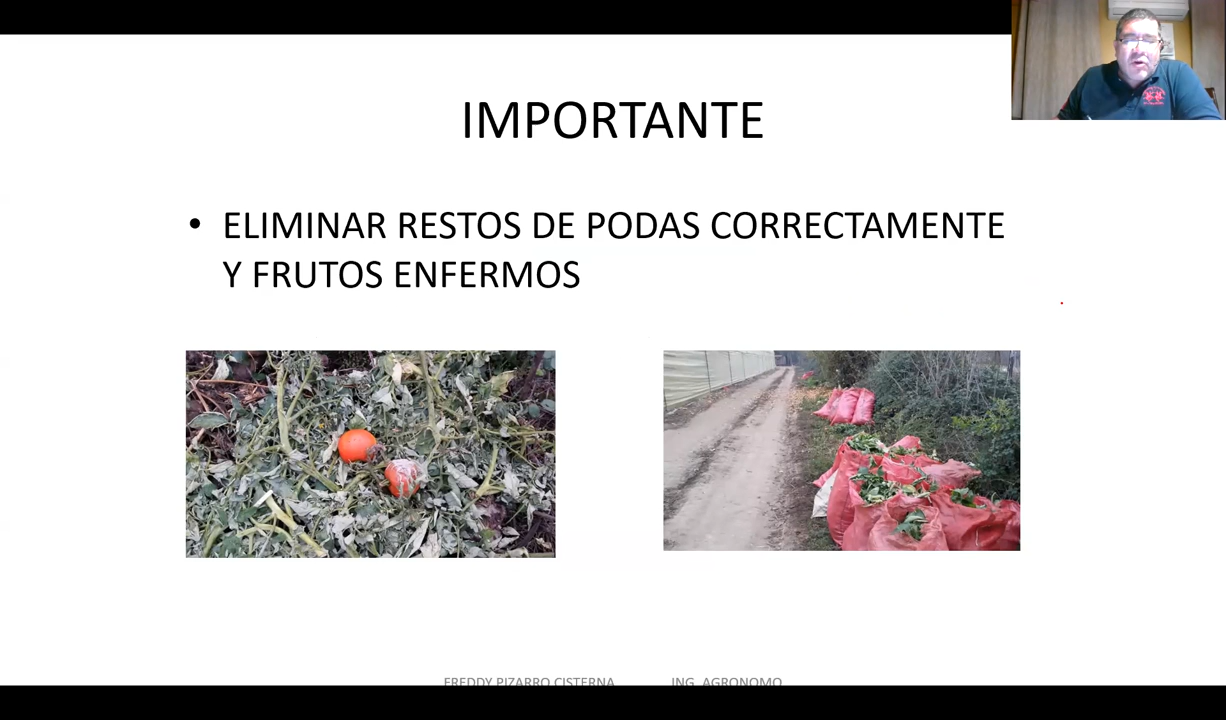 IMPORTANTE
• ELIMINAR RESTOS DE PODAS CORRECTAMENTE
Y FRUTOS ENFERMOS
FREDDY PIZARRO CISTERNA ING. AGRONOMO